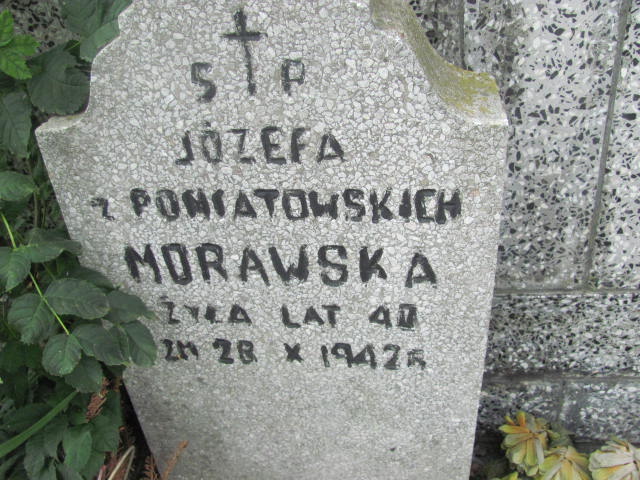 S P
JÓZEFA
z PONIATOWSKICH
MORAWSKA
ŻYŁA LAT 40
ZM 28 X 1942 R